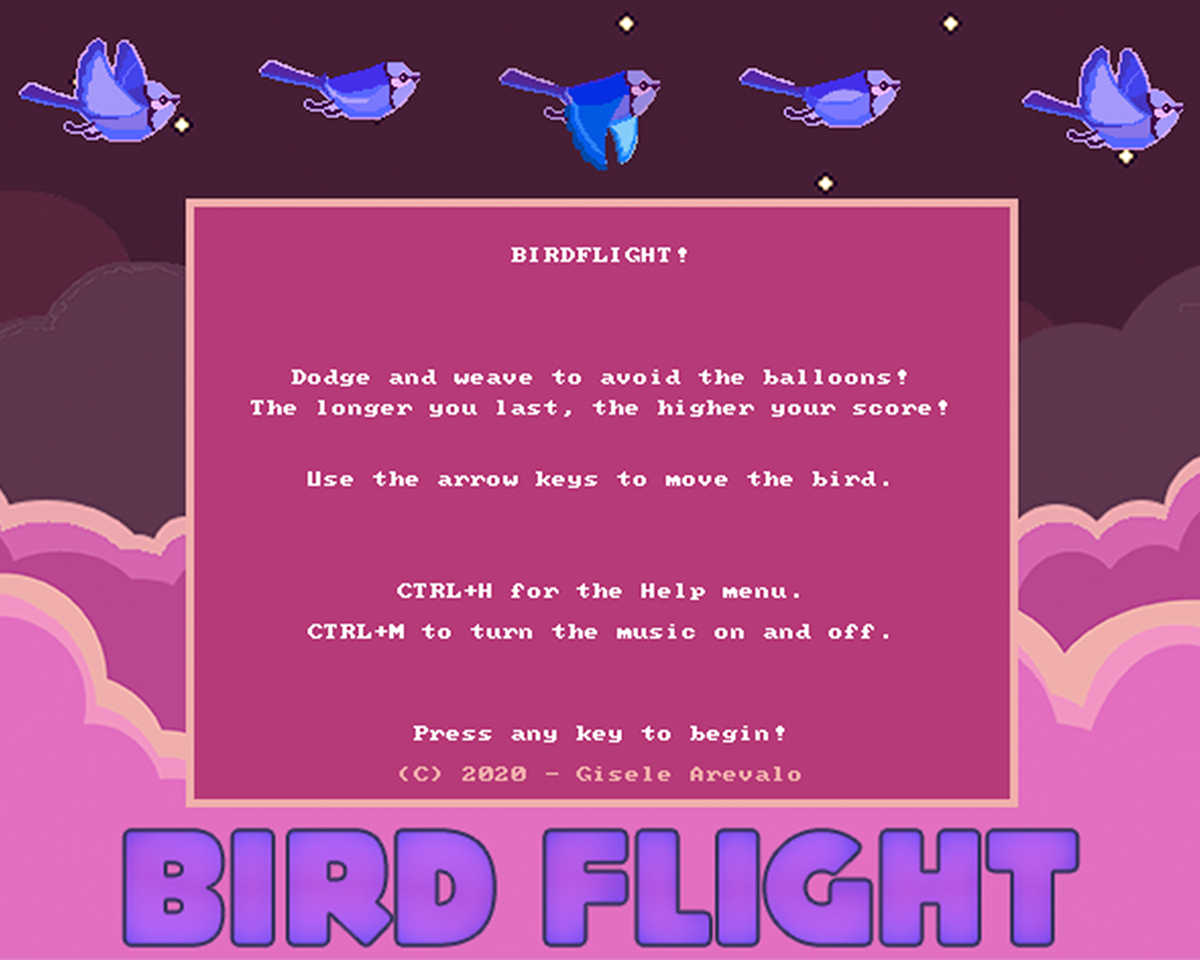 BIRDFLIGHT!
Dodge and weave to avoid the balloons!
The longer you last, the higher your score!
Use the arrow keys to move the bird.
CTRL+H for the Help menu.
CTRL+M to turn the music on and off.
Press any key to begin!
(C) 2020 - Gisele Arevalo
BIRD FLIGHT